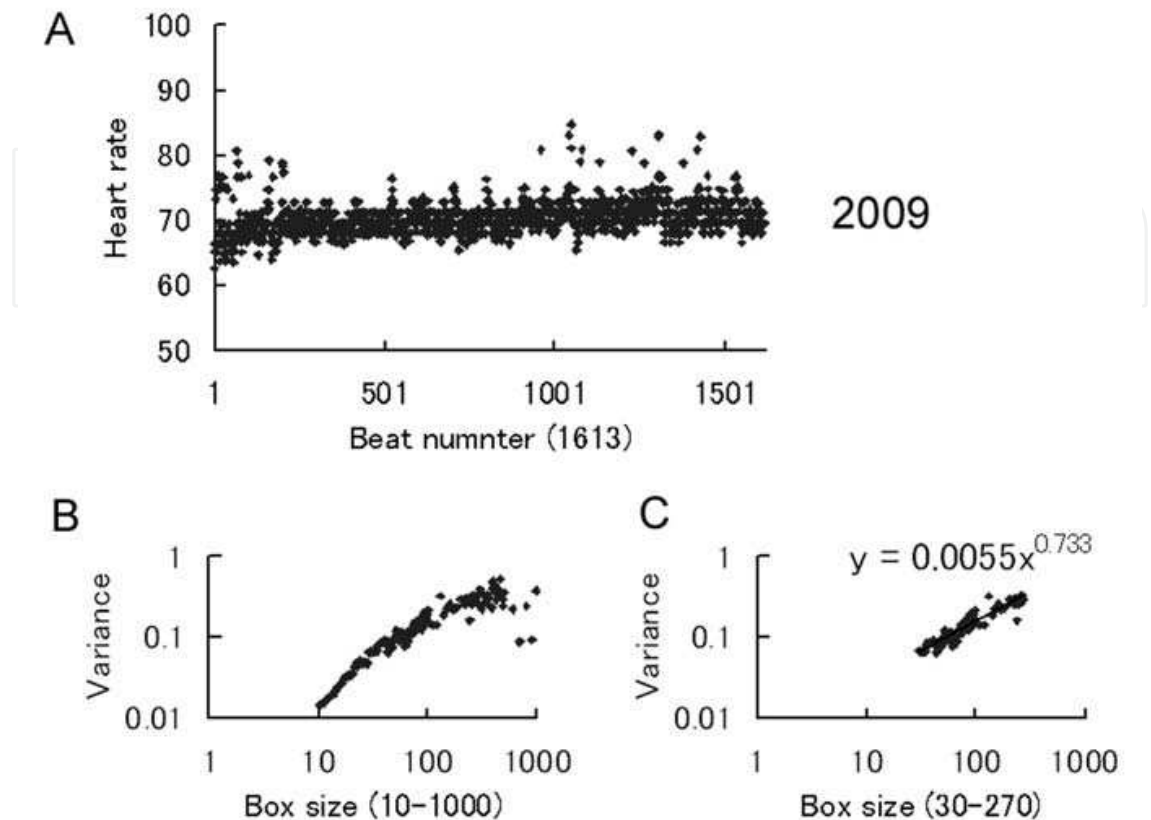 A
Heart rate
100
90
80
70
60
50
1 501 1001 1501
Beat numnter (1613)
2009
B
Variance
1
0.1
0.01
1 10 100 1000
Box size (10-1000)
C
y = 0.0055x^0.733
Variance
1
0.1
0.01
1 10 100 1000
Box size (30-270)